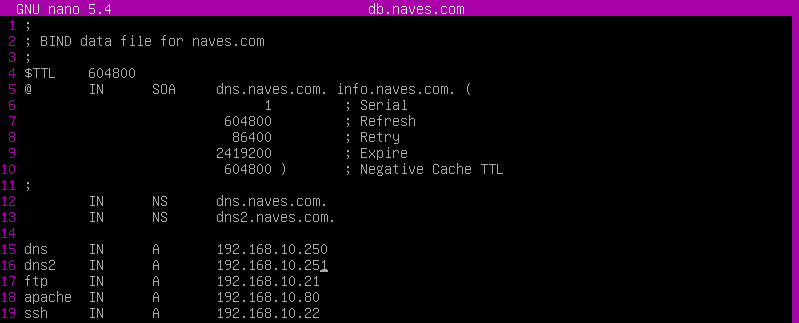 GNU nano 5.4 db.naves.com
1 ;
2 ; BIND data file for naves.com
3 ;
4 $TTL 604800
5 @ IN SOA dns.naves.com. info.naves.com. (
6 1 ; Serial
7 604800 ; Refresh
8 86400 ; Retry
9 2419200 ; Expire
10 604800 ) ; Negative Cache TTL
11 ;
12 IN NS dns.naves.com.
13 IN NS dns2.naves.com.
14
15 dns IN A 192.168.10.250
16 dns2 IN A 192.168.10.251
17 ftp IN A 192.168.10.21
18 apache IN A 192.168.10.80
19 ssh IN A 192.168.10.22